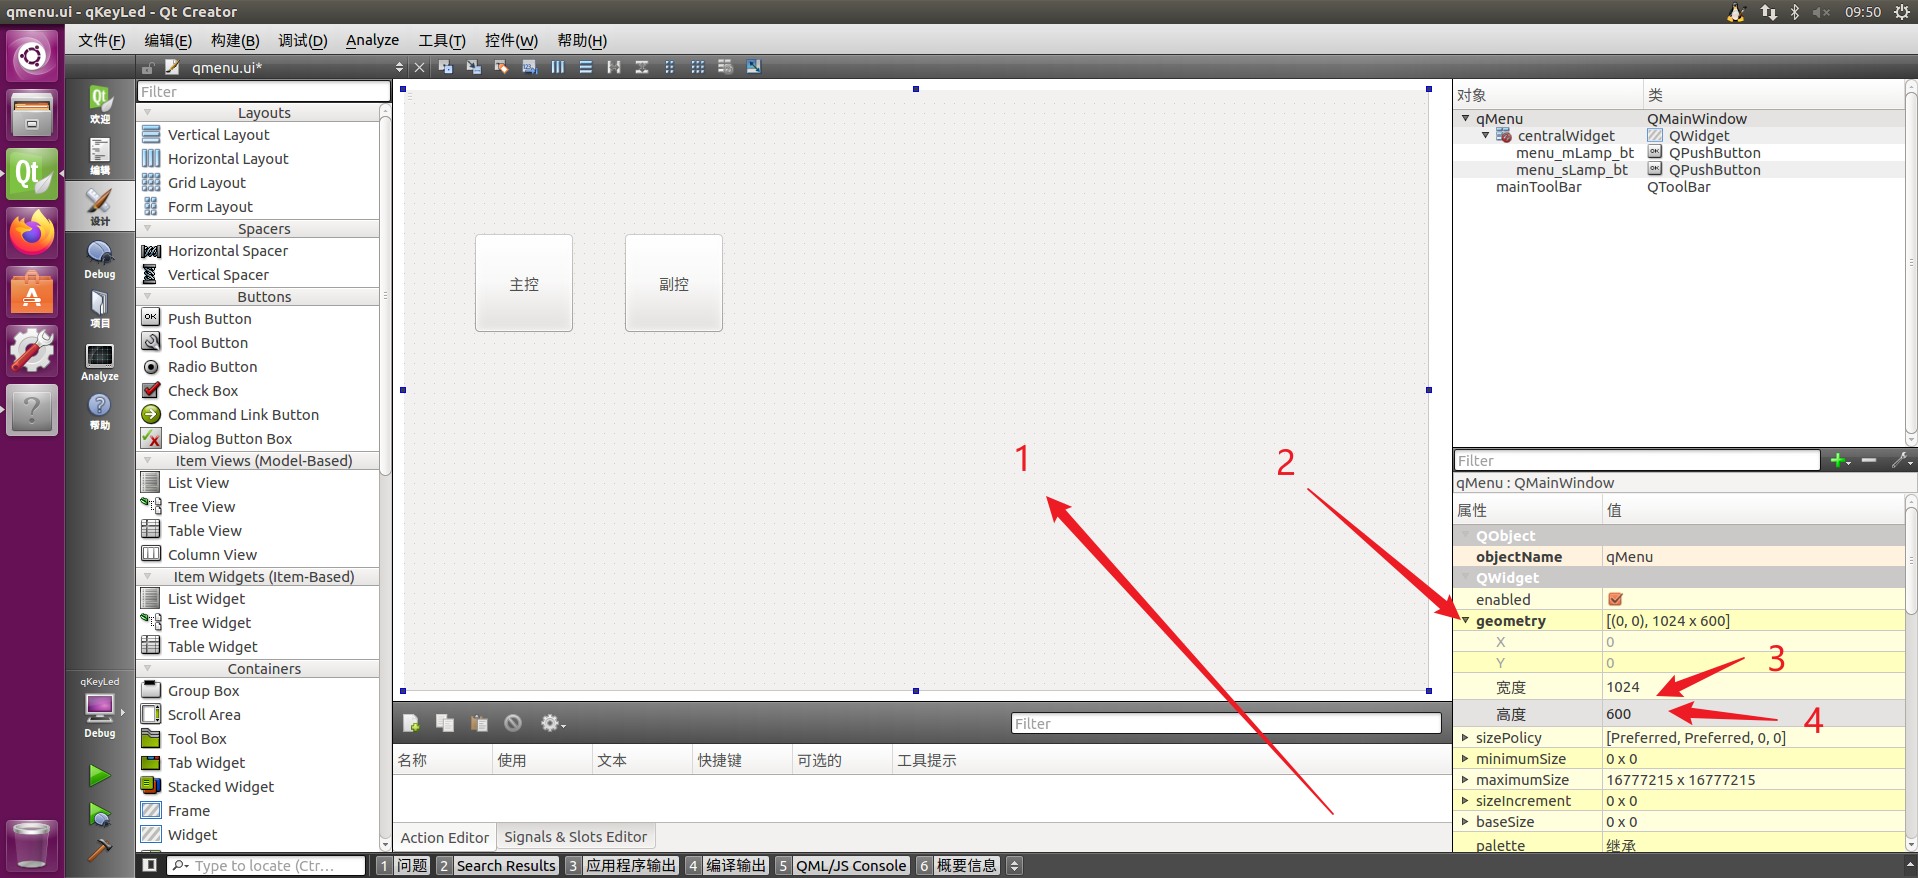 qmenu.ui - qKeyLed - Qt Creator
09:50
文件(F) 编辑(E) 构建(B) 调试(D) Analyze 工具(T) 控件(W) 帮助(H)
qmenu.ui*
欢迎
编辑
设计
Debug
项目
Analyze
帮助
qKeyLed
Debug
Filter
Layouts
Vertical Layout
Horizontal Layout
Grid Layout
Form Layout
Spacers
Horizontal Spacer
Vertical Spacer
Buttons
Push Button
Tool Button
Radio Button
Check Box
Command Link Button
Dialog Button Box
Item Views (Model-Based)
List View
Tree View
Table View
Column View
Item Widgets (Item-Based)
List Widget
Tree Widget
Table Widget
Containers
Group Box
Scroll Area
Tool Box
Tab Widget
Stacked Widget
Frame
Widget
主控
副控
1
2
3
4
Filter
名称 使用 文本 快捷键 可选的 工具提示
Action Editor Signals & Slots Editor
对象 类
qMenu QMainWindow
centralWidget QWidget
menu_mLamp_bt QPushButton
menu_sLamp_bt QPushButton
mainToolBar QToolBar
Filter
qMenu : QMainWindow
属性 值
QObject
objectName qMenu
QWidget
enabled
geometry [(0, 0), 1024 x 600]
X 0
Y 0
宽度 1024
高度 600
sizePolicy [Preferred, Preferred, 0, 0]
minimumSize 0 x 0
maximumSize 16777215 x 16777215
sizeIncrement 0 x 0
baseSize 0 x 0
palette 继承
Type to locate (Ctr... 1 问题 2 Search Results 3 应用程序输出 4 编译输出 5 QML/JS Console 6 概要信息